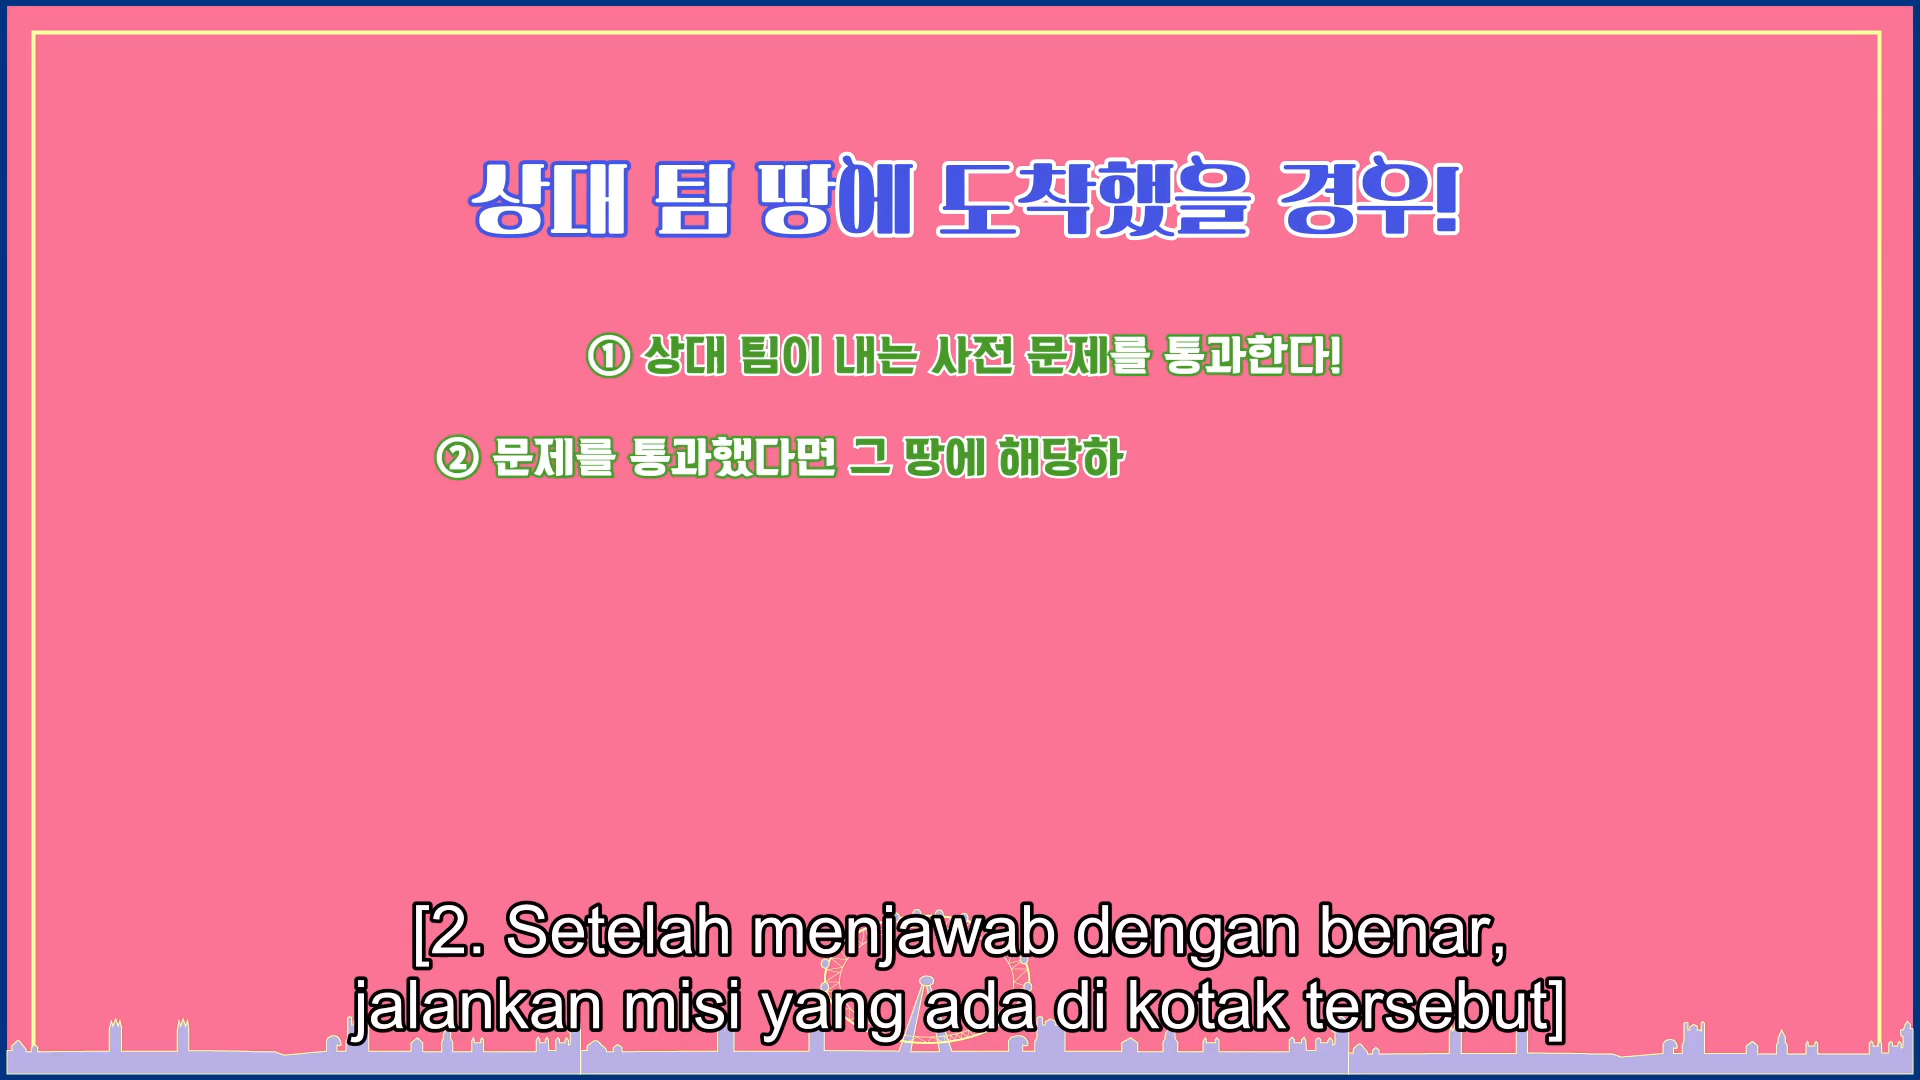 상대 팀 땅에 도착했을 경우!
① 상대 팀이 내는 사전 문제를 통과한다!
② 문제를 통과했다면 그 땅에 해당하
[2. Setelah menjawab dengan benar,
jalankan misi yang ada di kotak tersebut]